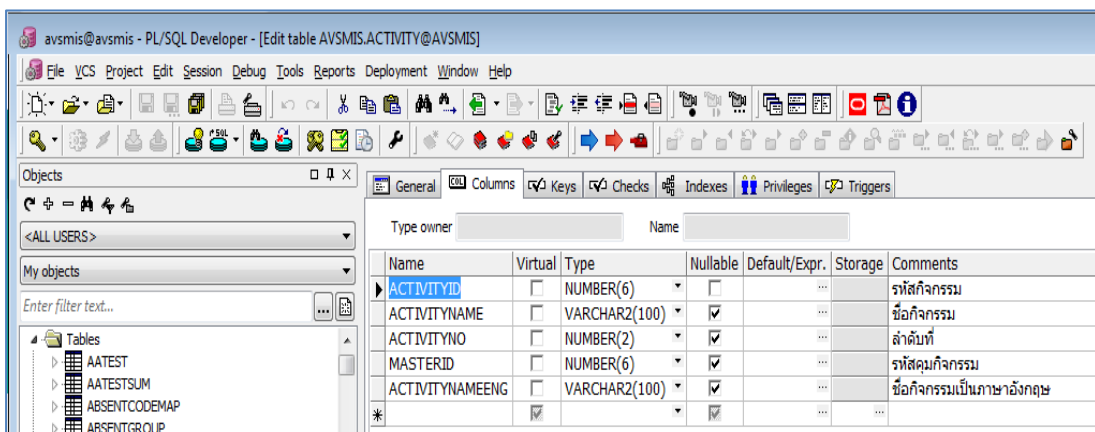 avsmis@avsmis - PL/SQL Developer - [Edit table AVSMIS.ACTIVITY@AVSMIS]
File VCS Project Edit Session Debug Tools Reports Deployment Window Help
SQL
Objects
<ALL USERS>
My objects
Enter filter text...
...
Tables
AATEST
AATESTSUM
ABSENTCODEMAP
ABSENTGROUP
General COL Columns Keys Checks Indexes Privileges Triggers
Type owner Name
Name Virtual Type Nullable Default/Expr. Storage Comments
ACTIVITYID NUMBER(6) ... รหัสกิจกรรม
ACTIVITYNAME VARCHAR2(100) ... ชื่อกิจกรรม
ACTIVITYNO NUMBER(2) ... ลำดับที่
MASTERID NUMBER(6) ... รหัสคุมกิจกรรม
ACTIVITYNAMEENG VARCHAR2(100) ... ชื่อกิจกรรมเป็นภาษาอังกฤษ
* ... ...